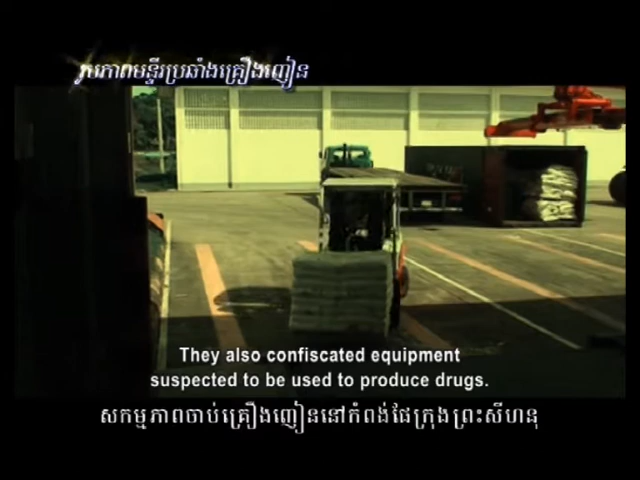 រូបភាពមន្ទីរប្រឆាំងគ្រឿងញៀន
They also confiscated equipment
suspected to be used to produce drugs.
សកម្មភាពចាប់គ្រឿងញៀននៅកំពង់ផែក្រុងព្រះសីហនុ